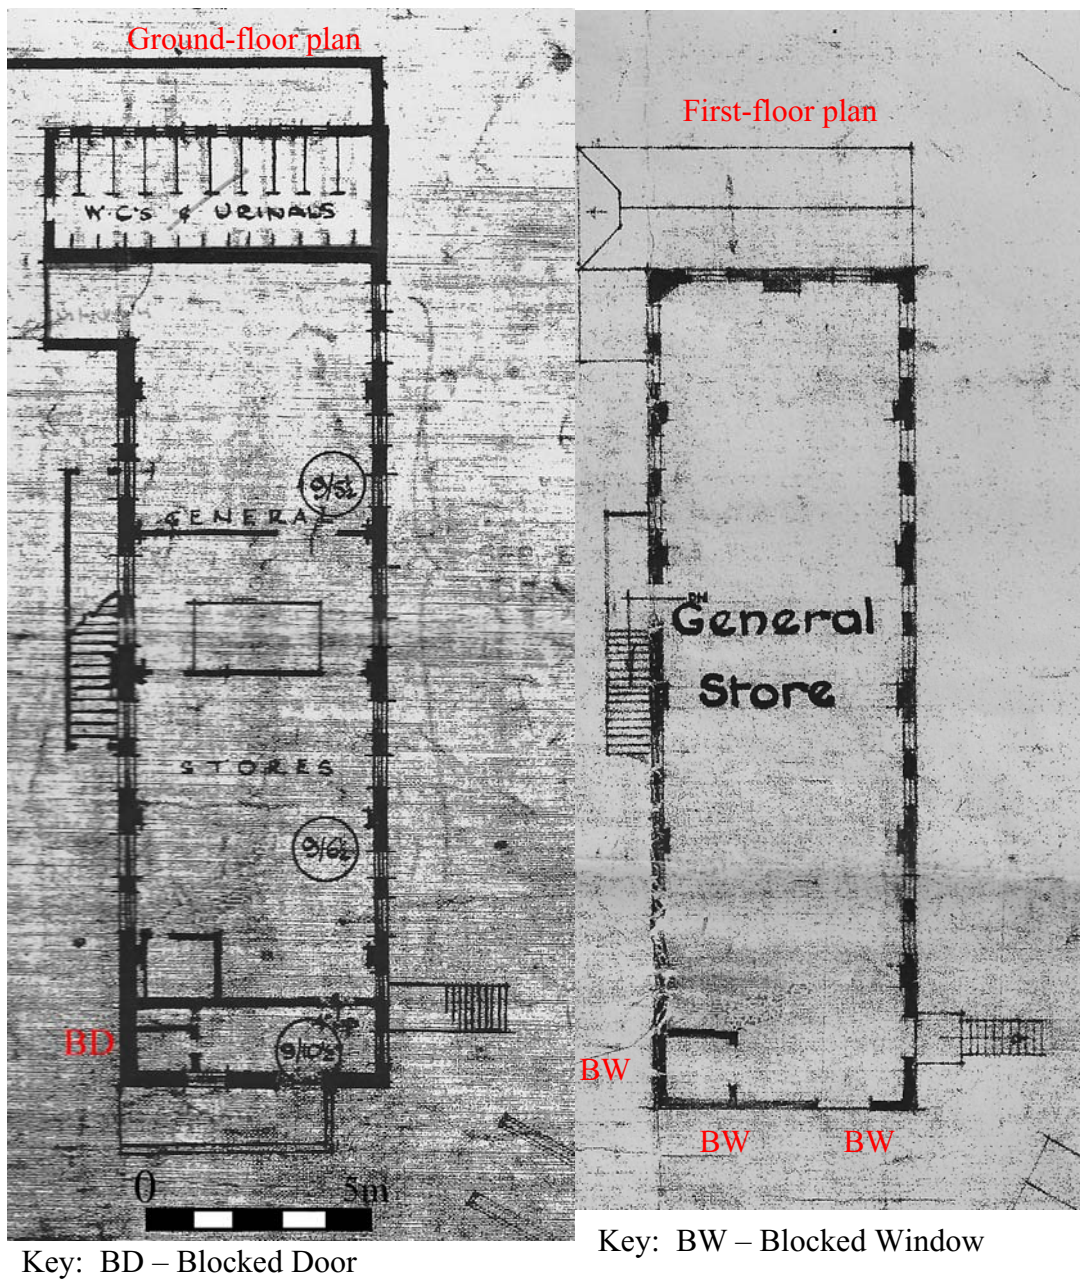 Ground-floor plan
W.C's & URINALS
9/5½
GENERAL
STORES
9/6½
BD
9/10½
0 5m
Key: BD – Blocked Door
First-floor plan
DN
General
Store
BW
BW BW
Key: BW – Blocked Window